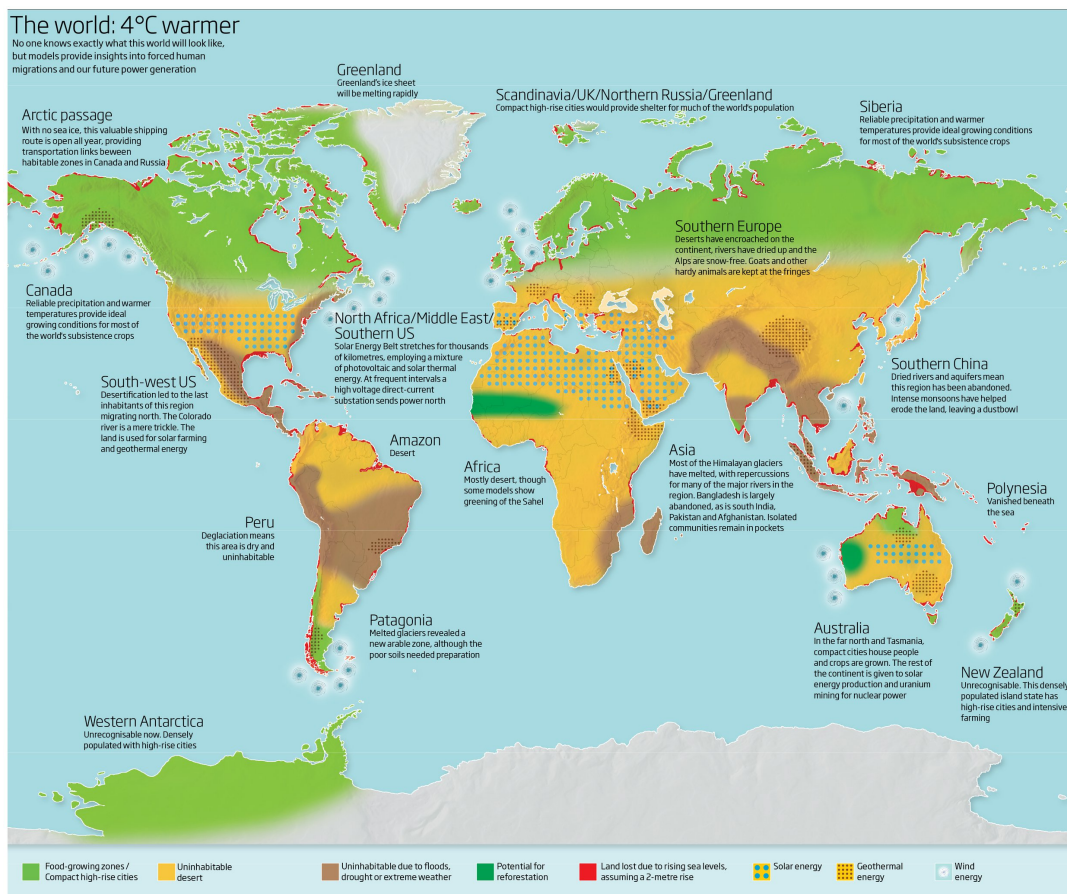 The world: 4°C warmer
No one knows exactly what this world will look like,
but models provide insights into forced human
migrations and our future power generation
Greenland
Greenland's ice sheet
will be melting rapidly
Scandinavia/UK/Northern Russia/Greenland
Compact high-rise cities would provide shelter for much of the world's population
Siberia
Reliable precipitation and warmer
temperatures provide ideal growing conditions
for most of the world's subsistence crops
Arctic passage
With no sea ice, this valuable shipping
route is open all year, providing
transportation links beween
habitable zones in Canada and Russia
Southern Europe
Deserts have encroached on the
continent, rivers have dried up and the
Alps are snow-free. Goats and other
hardy animals are kept at the fringes
Canada
Reliable precipitation and warmer
temperatures provide ideal
growing conditions for most of
the world's subsistence crops
North Africa/Middle East/
Southern US
Solar Energy Belt stretches for thousands
of kilometres, employing a mixture
of photovoltaic and solar thermal
energy. At frequent intervals a
high voltage direct-current
substation sends power north
Southern China
Dried rivers and aquifers mean
this region has been abandoned.
Intense monsoons have helped
erode the land, leaving a dustbowl
South-west US
Desertification led to the last
inhabitants of this region
migrating north. The Colorado
river is a mere trickle. The
land is used for solar farming
and geothermal energy
Amazon
Desert
Africa
Mostly desert, though
some models show
greening of the Sahel
Asia
Most of the Himalayan glaciers
have melted, with repercussions
for many of the major rivers in the
region. Bangladesh is largely
abandoned, as is south India,
Pakistan and Afghanistan. Isolated
communities remain in pockets
Polynesia
Vanished beneath
the sea
Peru
Deglaciation means
this area is dry and
uninhabitable
Patagonia
Melted glaciers revealed a
new arable zone, although the
poor soils needed preparation
Australia
In the far north and Tasmania,
compact cities house people
and crops are grown. The rest of
the continent is given to solar
energy production and uranium
mining for nuclear power
New Zealand
Unrecognisable. This densely
populated island state has
high-rise cities and intensive
farming
Western Antarctica
Unrecognisable now. Densely
populated with high-rise cities
Food-growing zones /
Compact high-rise cities
Uninhabitable
desert
Uninhabitable due to floods,
drought or extreme weather
Potential for
reforestation
Land lost due to rising sea levels,
assuming a 2-metre rise
Solar energy
Geothermal
energy
Wind
energy